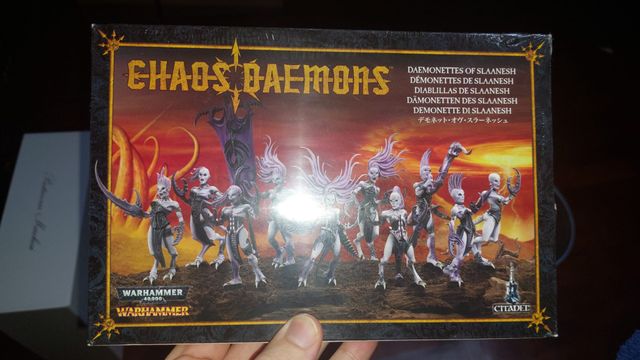 CHAOS DAEMONS
DAEMONETTES OF SLAANESH
DÉMONETTES DE SLAANESH
DIABLILLAS DE SLAANESH
DÄMONETTEN DES SLAANESH
DEMONETTE DI SLAANESH
デモネット・オヴ・スラーネッシュ
WARHAMMER
40,000
WARHAMMER
CITADEL